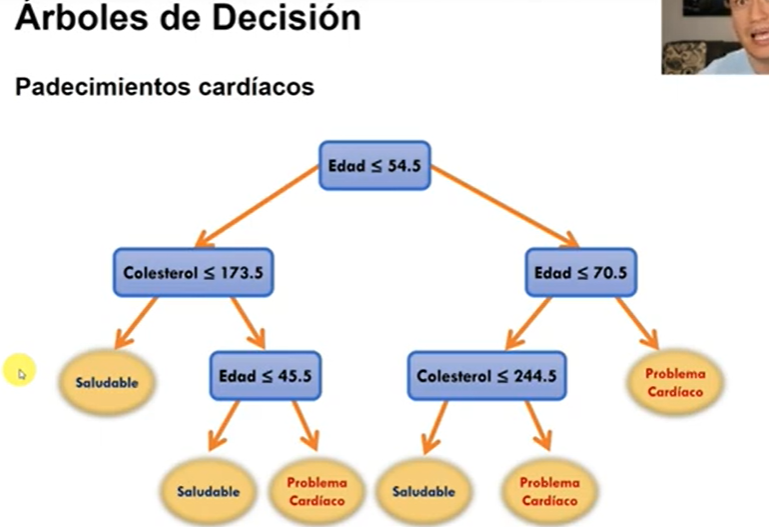 Árboles de Decisión
Padecimientos cardíacos
Edad ≤ 54.5
Colesterol ≤ 173.5
Edad ≤ 70.5
Saludable
Edad ≤ 45.5
Colesterol ≤ 244.5
Problema
Cardíaco
Saludable
Problema
Cardíaco
Saludable
Problema
Cardíaco